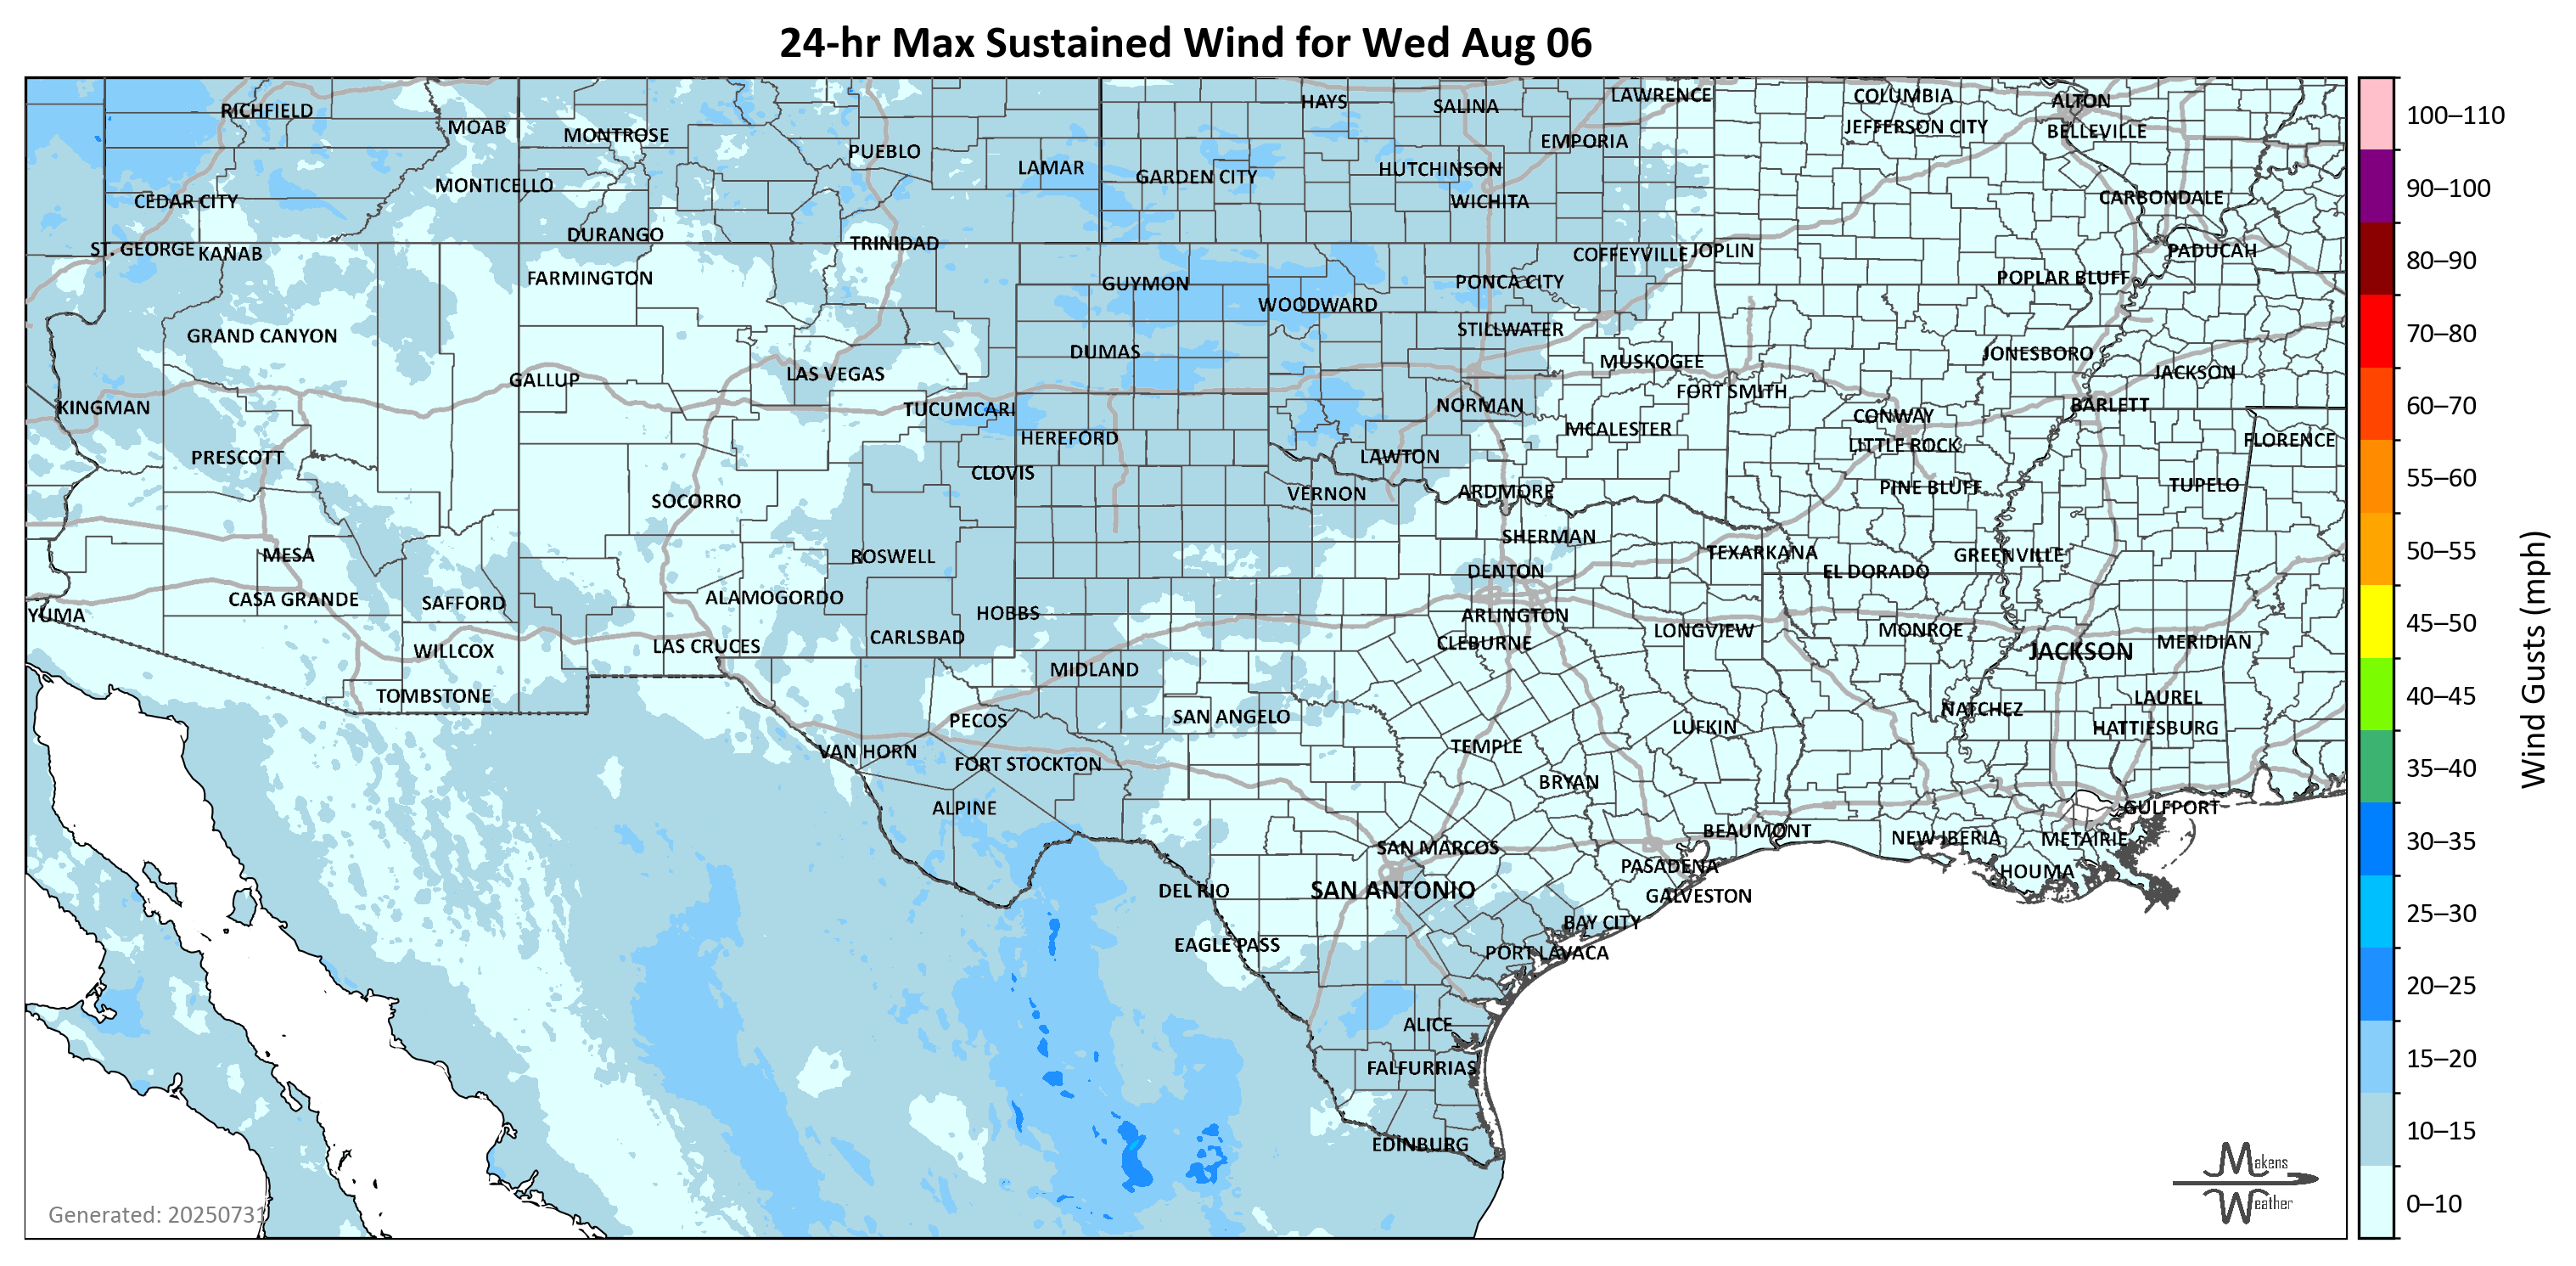 24-hr Max Sustained Wind for Wed Aug 06
RICHFIELD
MOAB
MONTROSE
PUEBLO
LAMAR
HAYS
SALINA
LAWRENCE
COLUMBIA
ALTON
JEFFERSON CITY
BELLEVILLE
EMPORIA
GARDEN CITY
HUTCHINSON
WICHITA
MONTICELLO
CEDAR CITY
CARBONDALE
ST. GEORGE
KANAB
DURANGO
TRINIDAD
COFFEYVILLE
JOPLIN
PADUCAH
FARMINGTON
GUYMON
WOODWARD
PONCA CITY
POPLAR BLUFF
GRAND CANYON
STILLWATER
DUMAS
MUSKOGEE
JONESBORO
GALLUP
LAS VEGAS
FORT SMITH
JACKSON
KINGMAN
TUCUMCARI
NORMAN
CONWAY
BARLETT
HEREFORD
MCALESTER
LITTLE ROCK
FLORENCE
PRESCOTT
CLOVIS
LAWTON
SOCORRO
VERNON
ARDMORE
PINE BLUFF
TUPELO
SHERMAN
MESA
ROSWELL
TEXARKANA
GREENVILLE
DENTON
EL DORADO
CASA GRANDE
SAFFORD
ALAMOGORDO
HOBBS
ARLINGTON
YUMA
CARLSBAD
CLEBURNE
LONGVIEW
MONROE
WILLCOX
LAS CRUCES
JACKSON
MERIDIAN
MIDLAND
TOMBSTONE
LAUREL
PECOS
SAN ANGELO
NATCHEZ
LUFKIN
HATTIESBURG
VAN HORN
FORT STOCKTON
TEMPLE
BRYAN
ALPINE
GULFPORT
BEAUMONT
NEW IBERIA
METAIRIE
SAN MARCOS
PASADENA
HOUMA
DEL RIO
SAN ANTONIO
GALVESTON
BAY CITY
EAGLE PASS
PORT LAVACA
ALICE
FALFURRIAS
EDINBURG
Generated: 20250731
Makens
Weather
100–110
90–100
80–90
70–80
60–70
55–60
50–55
45–50
40–45
35–40
30–35
25–30
20–25
15–20
10–15
0–10
Wind Gusts (mph)